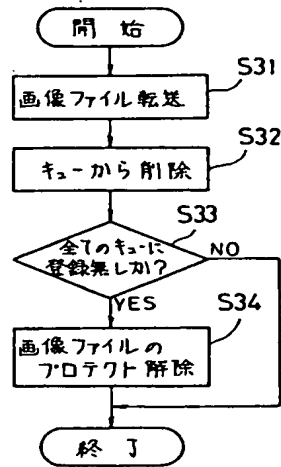 開始
S31
画像ファイル転送
S32
キューから削除
S33
全てのキューに
登録無しか?
NO
YES
S34
画像ファイルの
プロテクト解除
終了